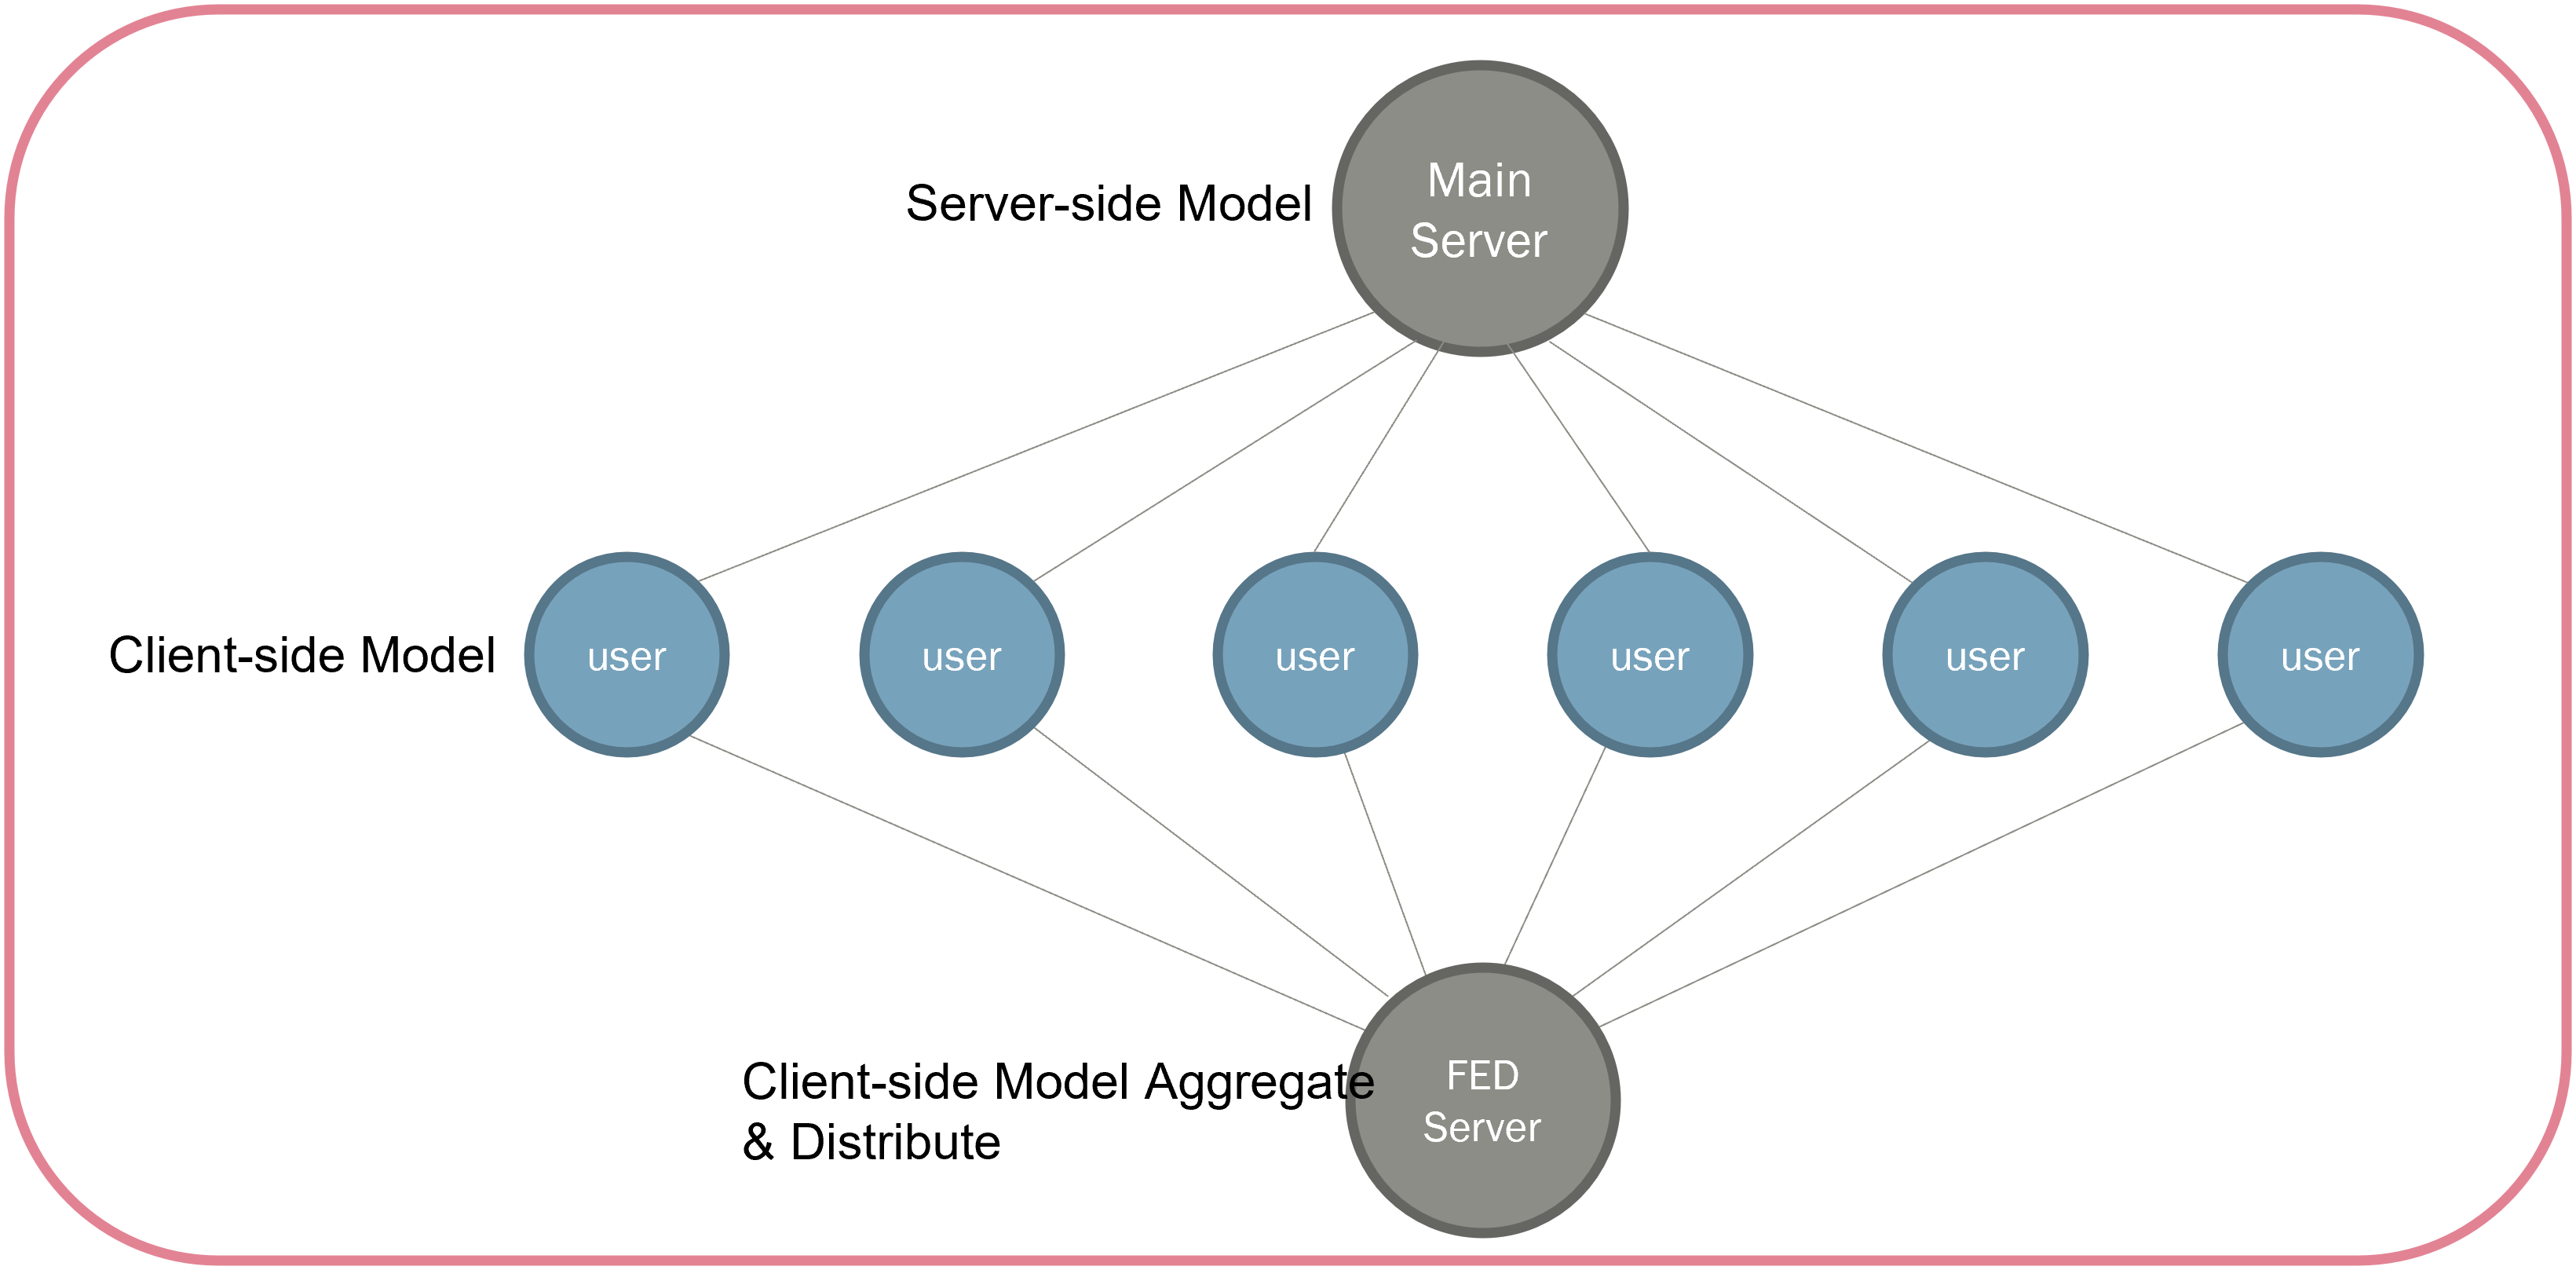 Server-side Model
Main
Server
Client-side Model
user
user
user
user
user
user
Client-side Model Aggregate
& Distribute
FED
Server